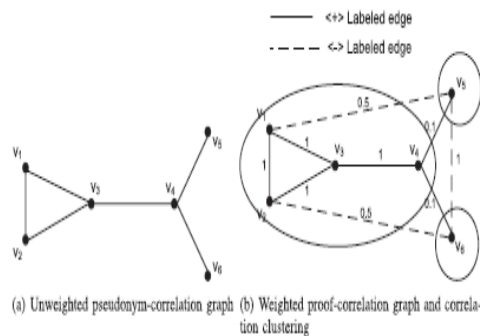 <+> Labeled edge
<-> Labeled edge
V1
V2
V3
V4
V5
V6
V1
V2
V3
V4
V5
V6
0.5
1
1
1
1
0.1
0.1
1
0.5
(a) Unweighted pseudonym-correlation graph
(b) Weighted proof-correlation graph and correla-
tion clustering